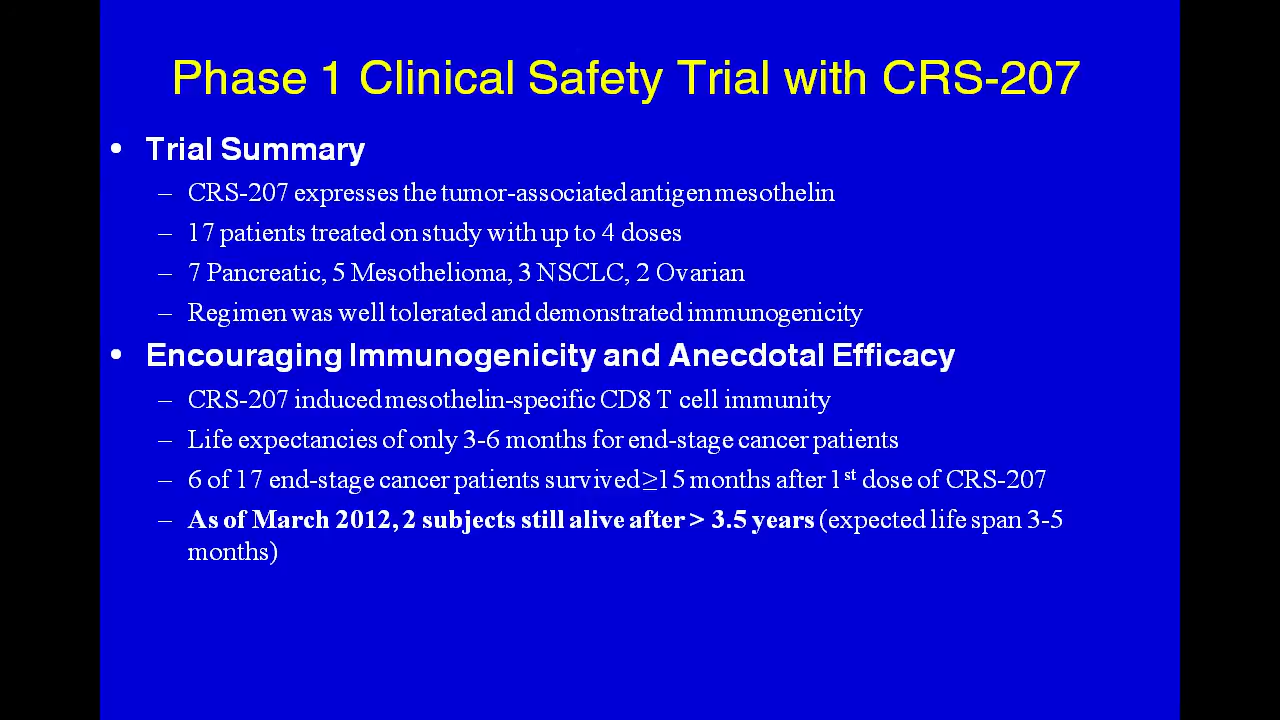 Phase 1 Clinical Safety Trial with CRS-207
• Trial Summary
– CRS-207 expresses the tumor-associated antigen mesothelin
– 17 patients treated on study with up to 4 doses
– 7 Pancreatic, 5 Mesothelioma, 3 NSCLC, 2 Ovarian
– Regimen was well tolerated and demonstrated immunogenicity
• Encouraging Immunogenicity and Anecdotal Efficacy
– CRS-207 induced mesothelin-specific CD8 T cell immunity
– Life expectancies of only 3-6 months for end-stage cancer patients
– 6 of 17 end-stage cancer patients survived ≥15 months after 1st dose of CRS-207
– As of March 2012, 2 subjects still alive after > 3.5 years (expected life span 3-5
months)